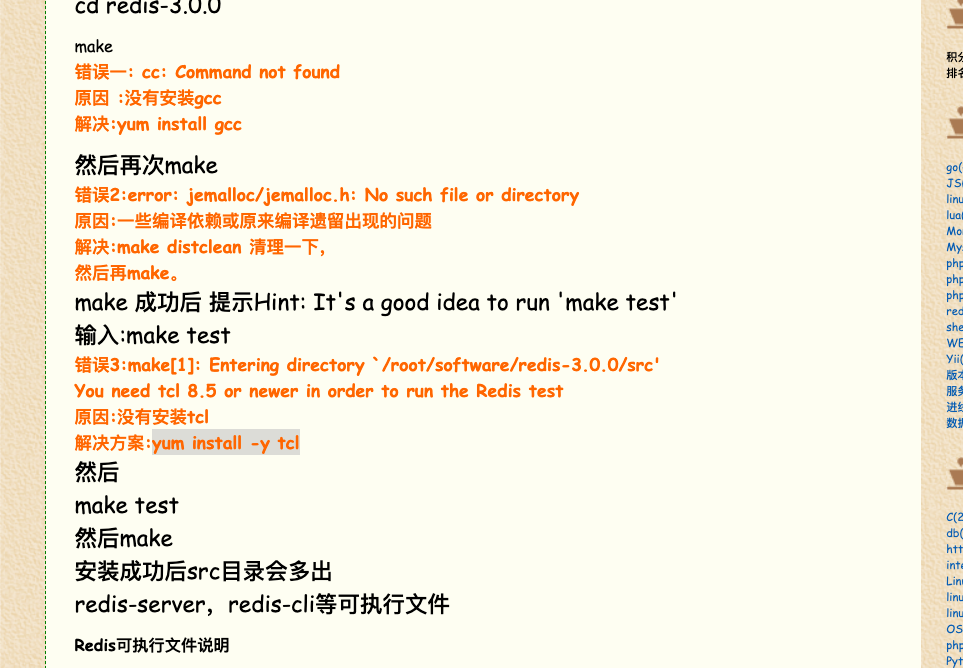 cd redis-3.0.0
make
错误一: cc: Command not found
原因 :没有安装gcc
解决:yum install gcc
然后再次make
错误2:error: jemalloc/jemalloc.h: No such file or directory
原因:一些编译依赖或原来编译遗留出现的问题
解决:make distclean 清理一下，
然后再make。
make 成功后 提示Hint: It's a good idea to run 'make test'
输入:make test
错误3:make[1]: Entering directory `/root/software/redis-3.0.0/src'
You need tcl 8.5 or newer in order to run the Redis test
原因:没有安装tcl
解决方案:yum install -y tcl
然后
make test
然后make
安装成功后src目录会多出
redis-server，redis-cli等可执行文件
Redis可执行文件说明
积分
排名
go(
JS(
linu
lua(
Mo
My
php
php
php
red
she
WE
Yii(
版本
服务
进线
数据
C(2
db(
htt
inte
Linu
linu
linu
OS
php
Pyt